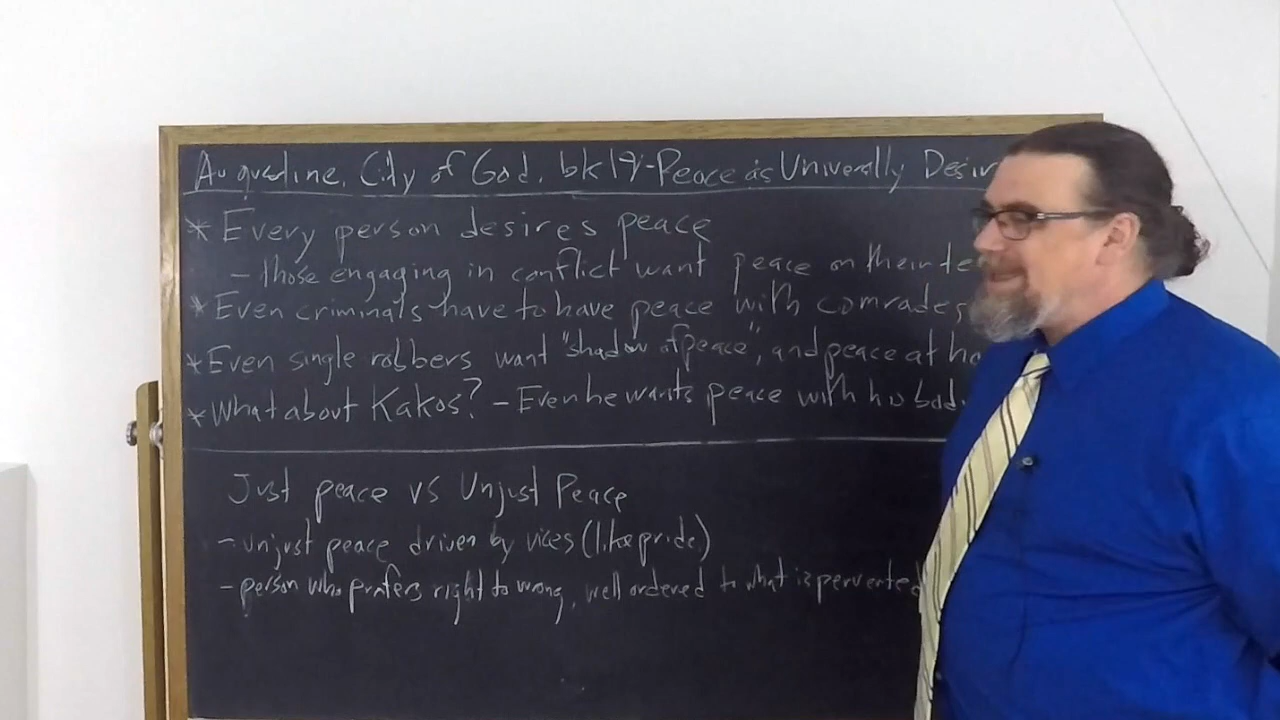 Augustine, City of God, bk 19-Peace as Universally Desir
* Every person desires peace
- those engaging in conflict want peace on their te
* Even criminals have to have peace with comrades
* Even single robbers want "shadow of peace", and peace at ho
* What about Kakos? - Even he wants peace with his bod
Just peace vs Unjust Peace
- unjust peace driven by vices (like pride)
- person who prefers right to wrong, well ordered to what is perverted